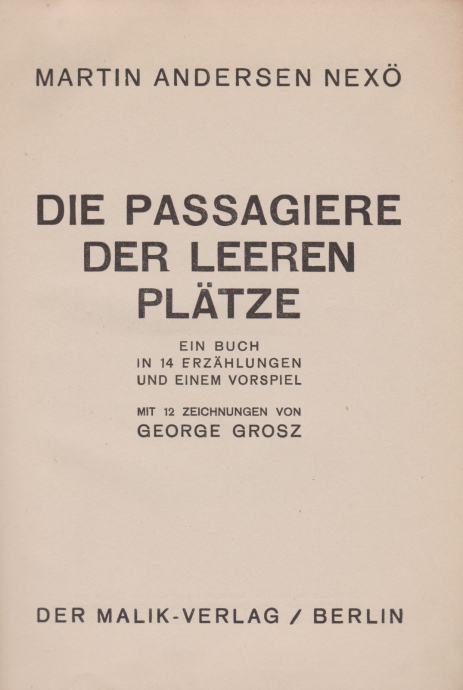 MARTIN ANDERSEN NEXÖ
DIE PASSAGIERE
DER LEEREN
PLÄTZE
EIN BUCH
IN 14 ERZÄHLUNGEN
UND EINEM VORSPIEL
MIT 12 ZEICHNUNGEN VON
GEORGE GROSZ
DER MALIK-VERLAG / BERLIN